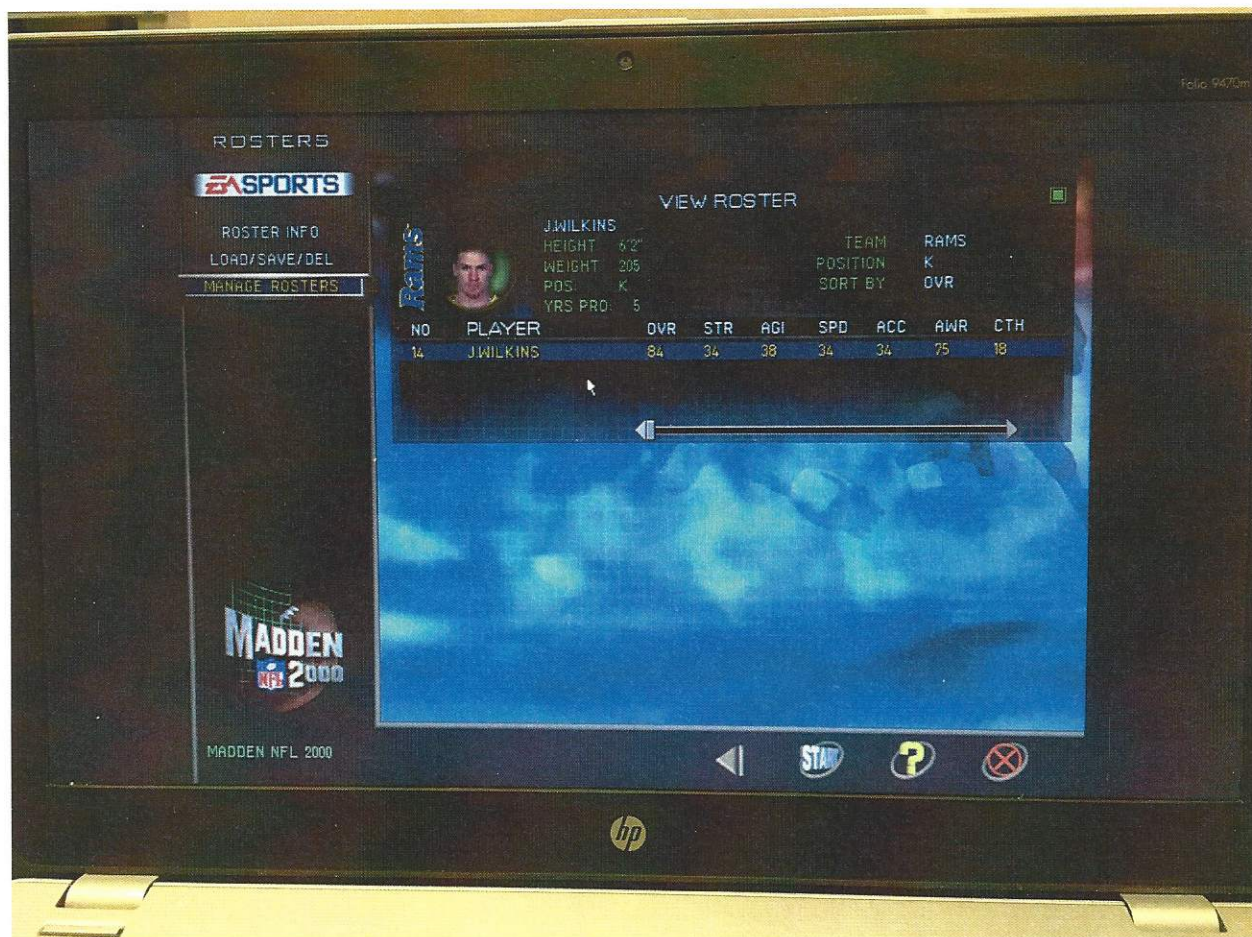 Folio 9470m
ROSTERS
EA SPORTS
ROSTER INFO
LOAD/SAVE/DEL
MANAGE ROSTERS
VIEW ROSTER
Rams
J.WILKINS
HEIGHT 6'2"
WEIGHT 205
POS: K
YRS PRO: 5
TEAM RAMS
POSITION K
SORT BY OVR
NO PLAYER OVR STR AGI SPD ACC AWR CTH
14 J.WILKINS 84 34 38 34 34 75 18
MADDEN
NFL 2000
MADDEN NFL 2000
START
?
hp